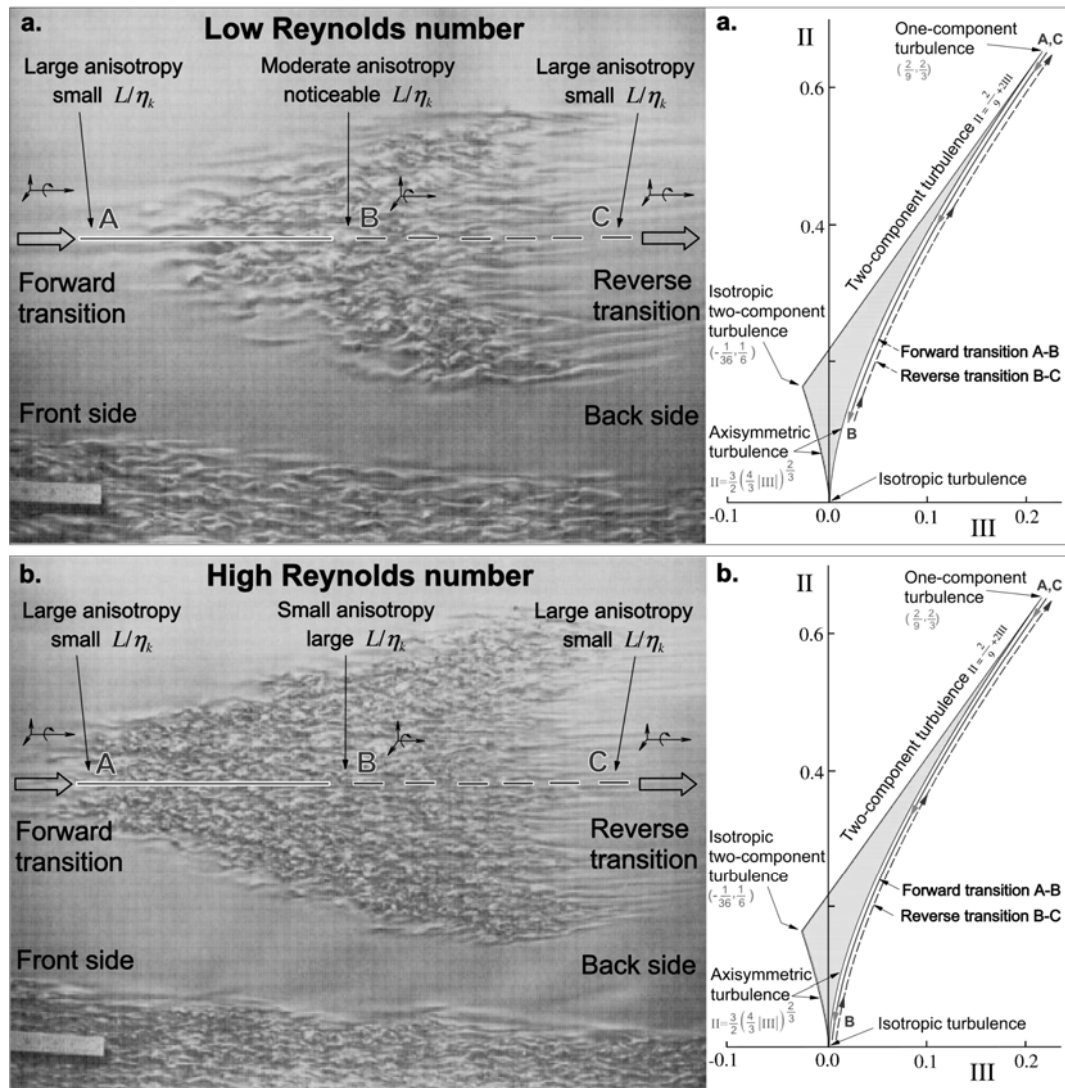 a.
Low Reynolds number
Large anisotropy
small L/ηk
Moderate anisotropy
noticeable L/ηk
Large anisotropy
small L/ηk
A
B
C
Forward
transition
Reverse
transition
Front side
Back side
a.
II
One-component
turbulence
(2/9, 2/3)
A,C
0.6
II = 2/9 +2III
Two-component turbulence
0.4
Isotropic
two-component
turbulence
(-1/36, 1/6)
Forward transition A-B
Reverse transition B-C
B
Axisymmetric
turbulence
II=3/2(4/3 |III|)^2/3
Isotropic turbulence
-0.1
0.0
0.1
0.2
III
b.
High Reynolds number
Large anisotropy
small L/ηk
Small anisotropy
large L/ηk
Large anisotropy
small L/ηk
A
B
C
Forward
transition
Reverse
transition
Front side
Back side
b.
II
One-component
turbulence
(2/9, 2/3)
A,C
0.6
II = 2/9 +2III
Two-component turbulence
0.4
Isotropic
two-component
turbulence
(-1/36, 1/6)
Forward transition A-B
Reverse transition B-C
Axisymmetric
turbulence
II=3/2(4/3 |III|)^2/3
B
Isotropic turbulence
-0.1
0.0
0.1
0.2
III